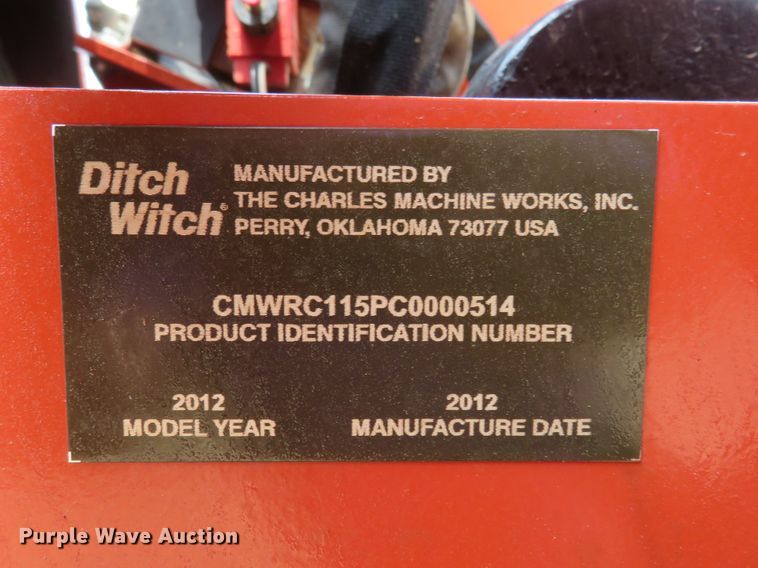 Ditch Witch®
MANUFACTURED BY
THE CHARLES MACHINE WORKS, INC.
PERRY, OKLAHOMA 73077 USA
CMWRC115PC0000514
PRODUCT IDENTIFICATION NUMBER
2012
MODEL YEAR
2012
MANUFACTURE DATE
Purple Wave Auction